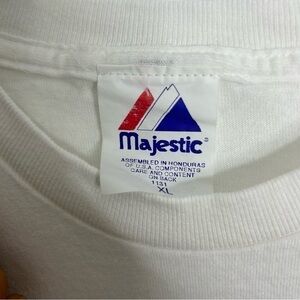 Majestic®
ASSEMBLED IN HONDURAS
OF U.S.A. COMPONENTS
CARE AND CONTENT
ON BACK
1131
XL